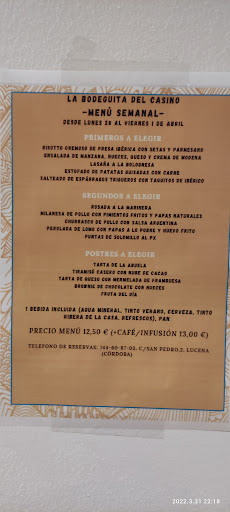 LA BODEGUITA DEL CASINO
-MENÚ SEMANAL-
DESDE LUNES 28 AL VIERNES 1 DE ABRIL
PRIMEROS A ELEGIR
RISOTTO CREMOSO DE PRESA IBÉRICA CON SETAS Y PARMESANO
ENSALADA DE MANZANA, NUECES, QUESO Y CREMA DE MODENA
LASAÑA A LA BOLOÑESA
ESTOFADO DE PATATAS GUISADAS CON CARNE
SALTEADO DE ESPÁRRAGOS TRIGUEROS CON TAQUITOS DE IBÉRICO
SEGUNDOS A ELEGIR
ROSADA A LA MARINERA
MILANESA DE POLLO CON PIMIENTOS FRITOS Y PAPAS NATURALES
CHURRASCO DE POLLO CON SALSA ARGENTINA
PEROLADA DE LOMO CON PAPAS A LO POBRE Y HUEVO FRITO
PUNTAS DE SOLOMILLO AL PX
POSTRES A ELEGIR
TARTA DE LA ABUELA
TIRAMISÚ CASERO CON NUBE DE CACAO
TARTA DE QUESO CON MERMELADA DE FRAMBUESA
BROWNIE DE CHOCOLATE CON NUECES
FRUTA DEL DÍA
1 BEBIDA INCLUIDA (AGUA MINERAL, TINTO VERANO, CERVEZA, TINTO
RIBERA DE LA CASA, REFRESCOS), PAN
PRECIO MENÚ 12,50 € (+CAFÉ/INFUSIÓN 13,00 €)
TELEFONO DE RESERVAS: C/SAN PEDRO,2. LUCENA
(CÓRDOBA)
2022.3.31 22:18